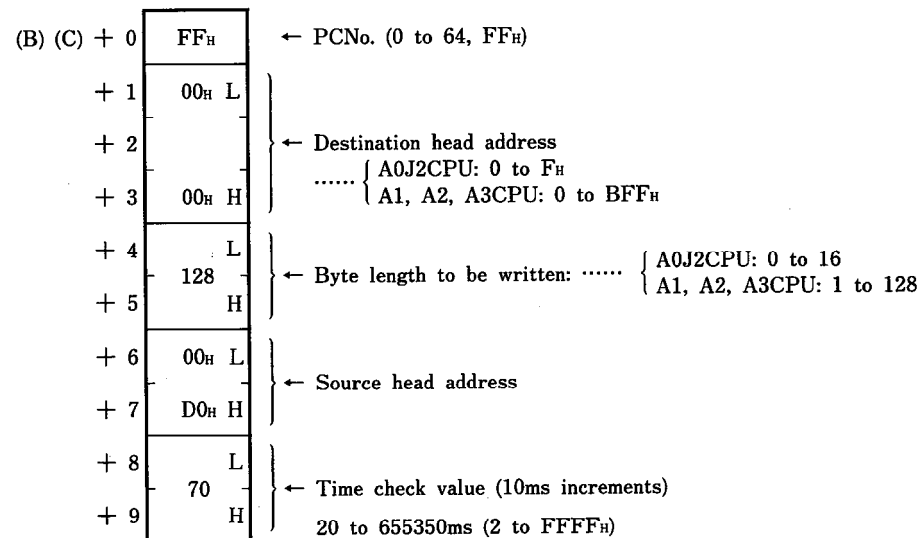 (B) (C) + 0 FFH ← PCNo. (0 to 64, FFH)
+ 1 00H L
+ 2 ← Destination head address
...... { A0J2CPU: 0 to FH
+ 3 00H H { A1, A2, A3CPU: 0 to BFFH
+ 4 L { A0J2CPU: 0 to 16
128 ← Byte length to be written: ......
+ 5 H { A1, A2, A3CPU: 1 to 128
+ 6 00H L
← Source head address
+ 7 D0H H
+ 8 L
70 ← Time check value (10ms increments)
+ 9 H 20 to 655350ms (2 to FFFFH)